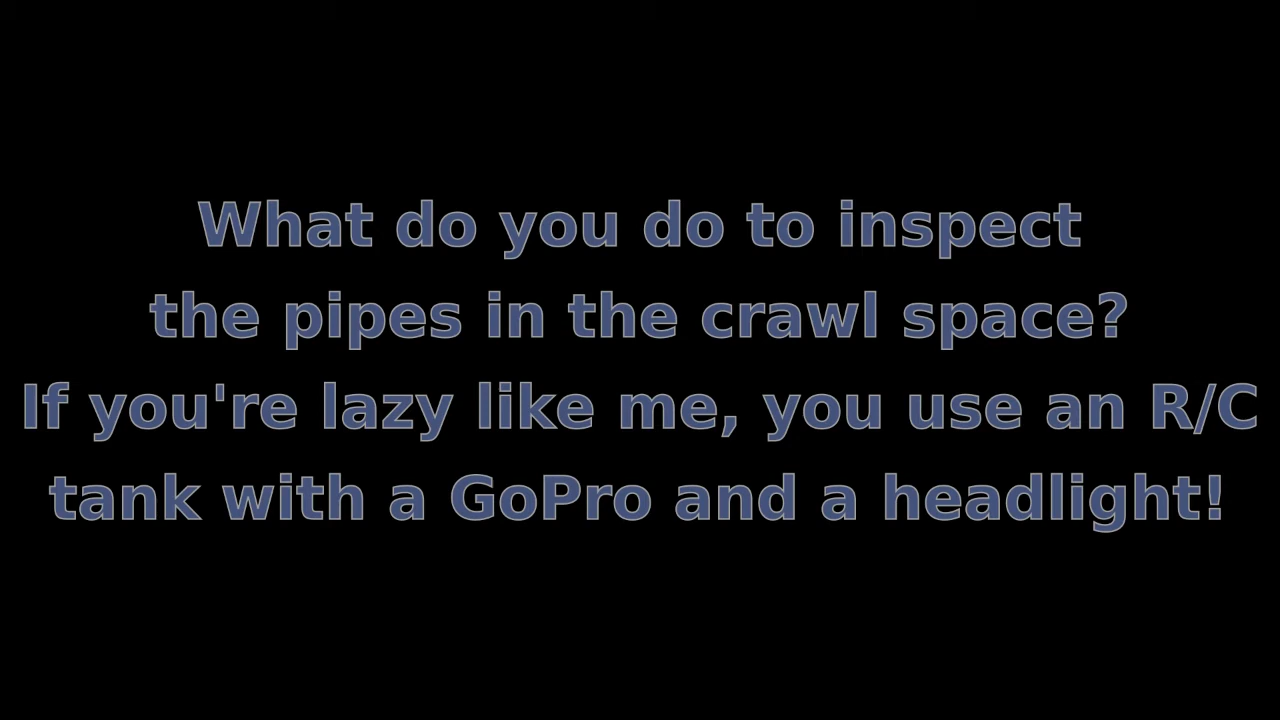 What do you do to inspect
the pipes in the crawl space?
If you're lazy like me, you use an R/C
tank with a GoPro and a headlight!